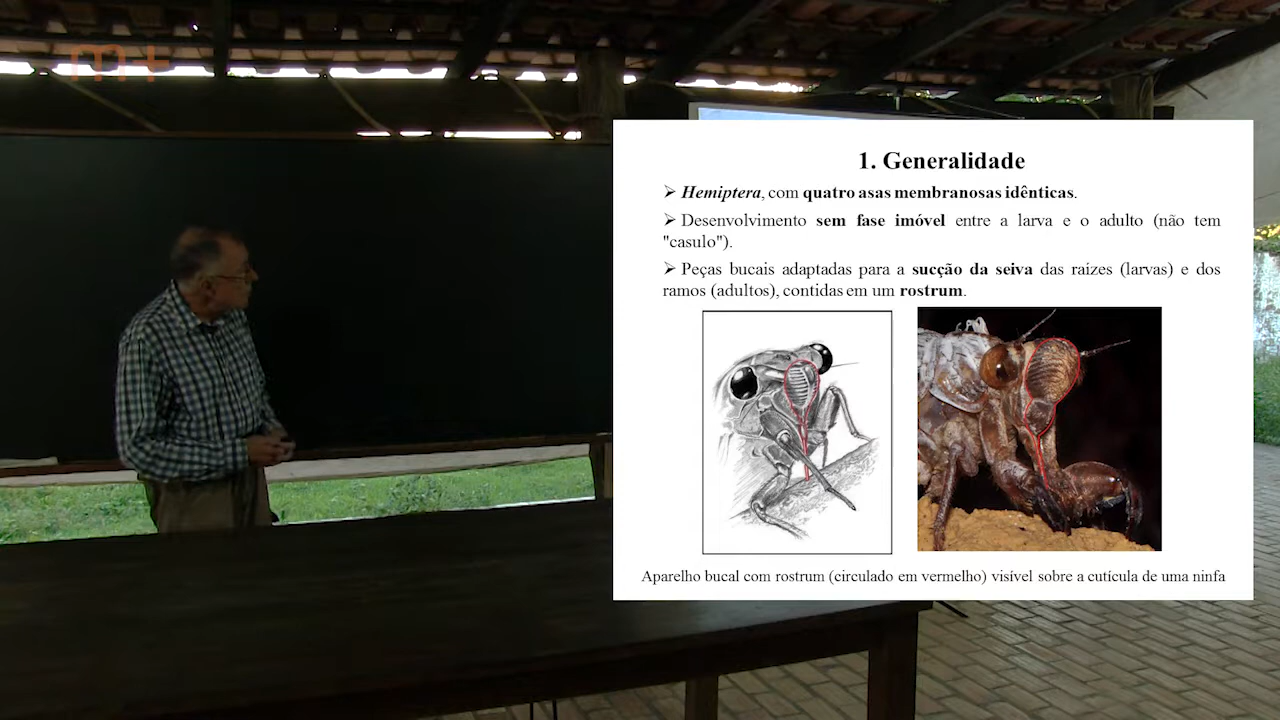 m+
1. Generalidade
➢ Hemiptera, com quatro asas membranosas idênticas.
➢ Desenvolvimento sem fase imóvel entre a larva e o adulto (não tem
"casulo").
➢ Peças bucais adaptadas para a sucção da seiva das raízes (larvas) e dos
ramos (adultos), contidas em um rostrum.
Aparelho bucal com rostrum (circulado em vermelho) visível sobre a cutícula de uma ninfa